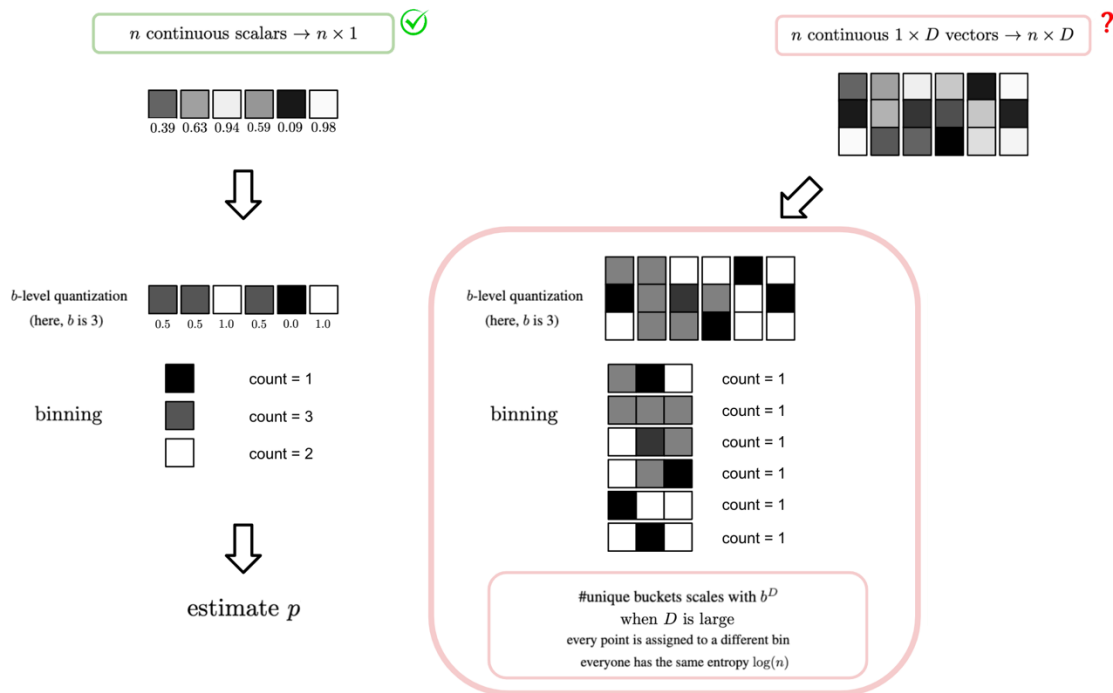 n continuous scalars → n × 1
0.39 0.63 0.94 0.59 0.09 0.98
b-level quantization
(here, b is 3)
0.5 0.5 1.0 0.5 0.0 1.0
binning
count = 1
count = 3
count = 2
estimate p
n continuous 1 × D vectors → n × D
?
b-level quantization
(here, b is 3)
binning
count = 1
count = 1
count = 1
count = 1
count = 1
count = 1
#unique buckets scales with b^D
when D is large
every point is assigned to a different bin
everyone has the same entropy log(n)